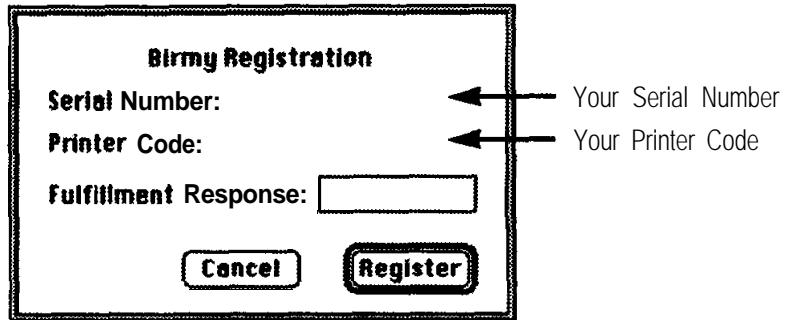 Birmy Registration
Serial Number: Your Serial Number
Printer Code: Your Printer Code
Fulfillment Response:
Cancel Register